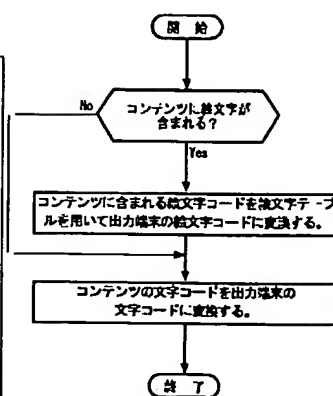 開 始
コンテンツに絵文字が
含まれる?
No
Yes
コンテンツに含まれる絵文字コードを絵文字テーブ
ルを用いて出力端末の絵文字コードに変換する。
コンテンツの文字コードを出力端末の
文字コードに変換する。
終 了